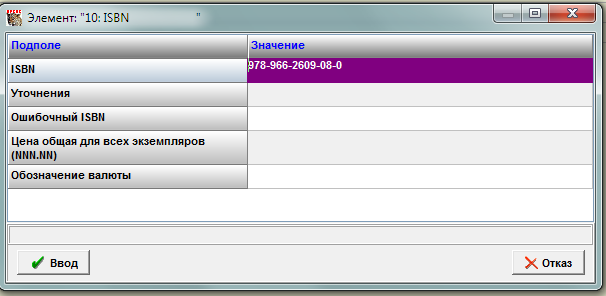 Элемент: "10: ISBN "
Подполе Значение
ISBN 978-966-2609-08-0
Уточнения
Ошибочный ISBN
Цена общая для всех экземпляров
(NNN.NN)
Обозначение валюты
Ввод Отказ